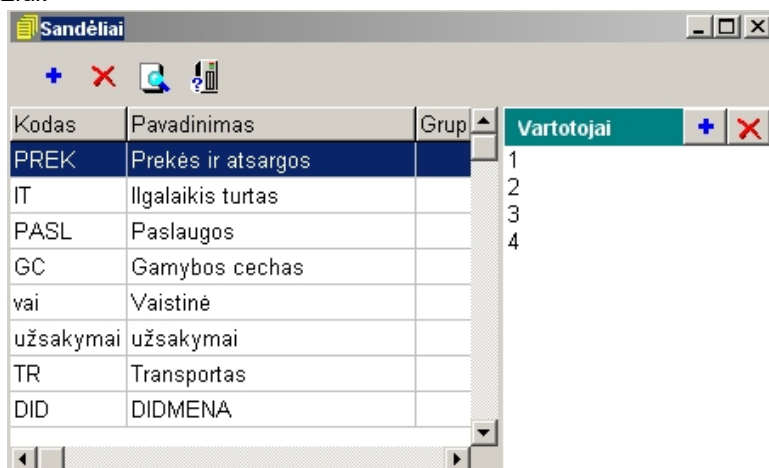 Sandėliai
Kodas Pavadinimas Grup
PREK Prekės ir atsargos
IT Ilgalaikis turtas
PASL Paslaugos
GC Gamybos cechas
vai Vaistinė
užsakymai užsakymai
TR Transportas
DID DIDMENA
Vartotojai
1
2
3
4